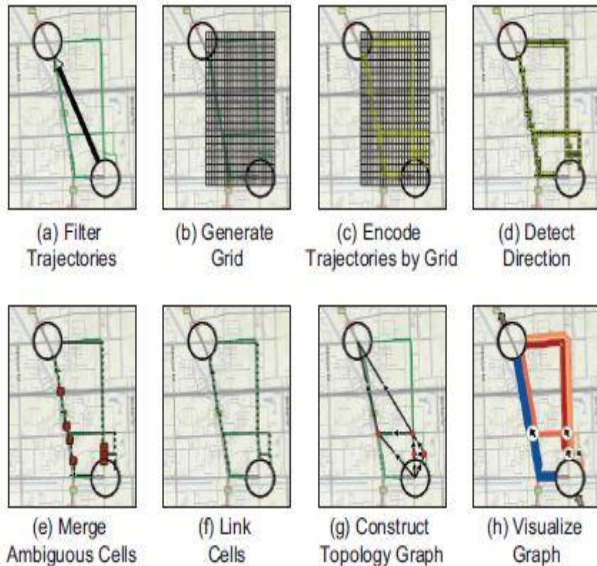 (a) Filter
Trajectories
(b) Generate
Grid
(c) Encode
Trajectories by Grid
(d) Detect
Direction
(e) Merge
Ambiguous Cells
(f) Link
Cells
(g) Construct
Topology Graph
(h) Visualize
Graph